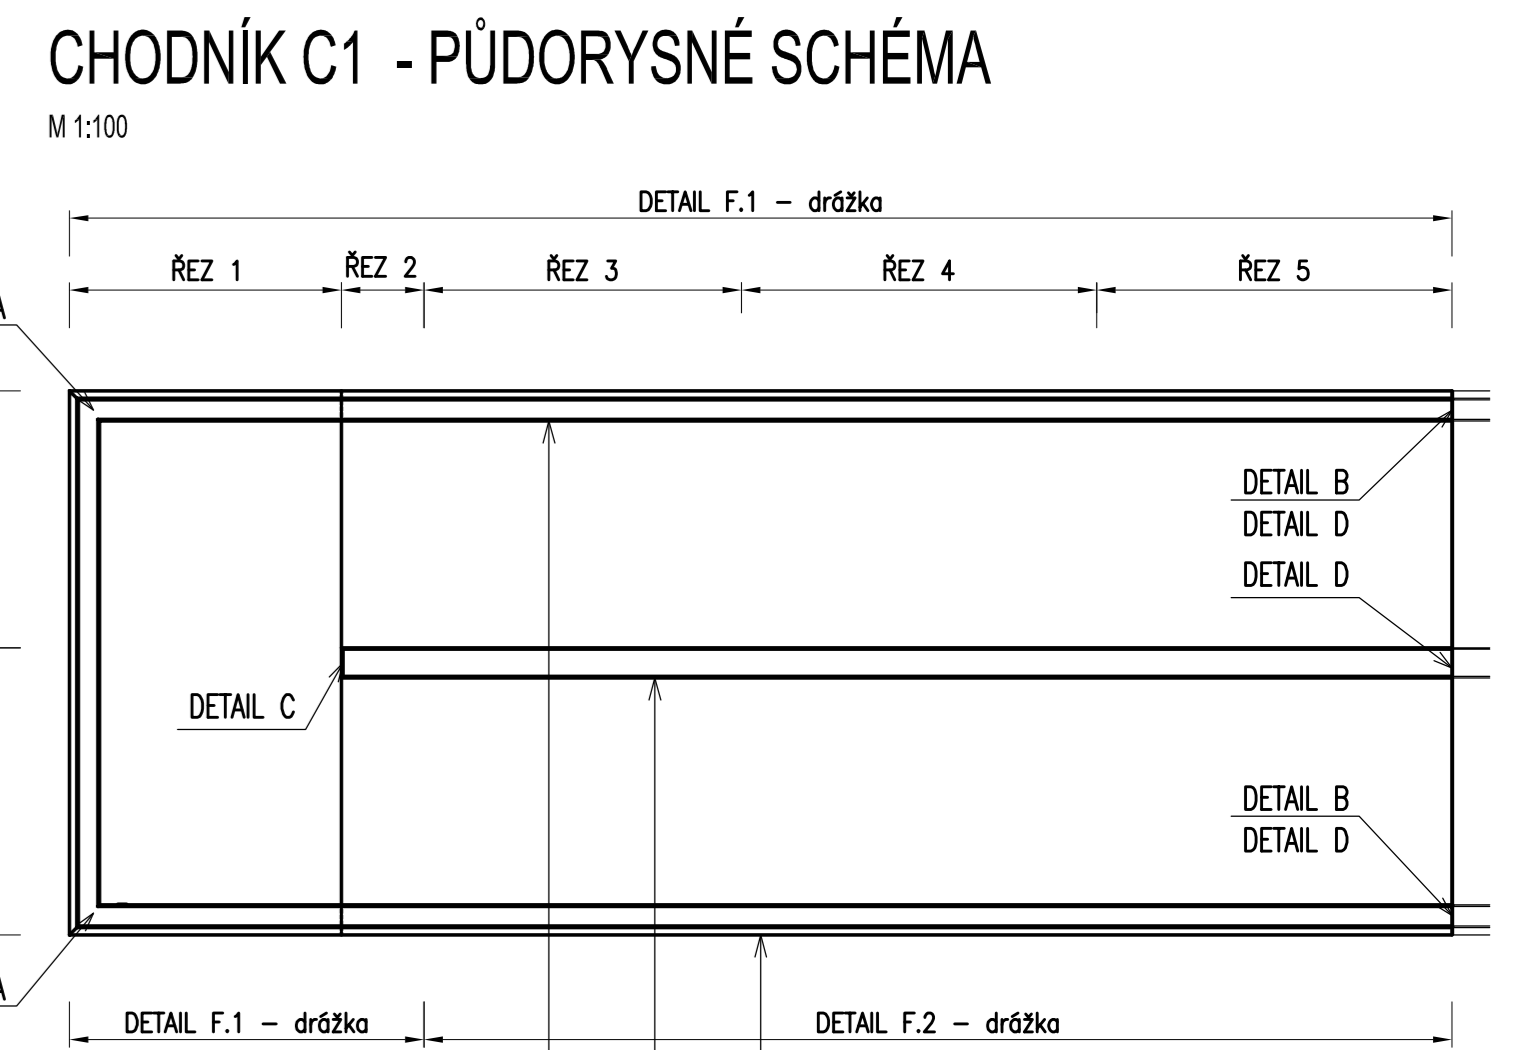 CHODNÍK C1 - PŮDORYSNÉ SCHÉMA
M 1:100
DETAIL F.1 – drážka
ŘEZ 1
ŘEZ 2
ŘEZ 3
ŘEZ 4
ŘEZ 5
A
DETAIL B
DETAIL D
DETAIL D
DETAIL C
DETAIL B
DETAIL D
A
DETAIL F.1 – drážka
DETAIL F.2 – drážka